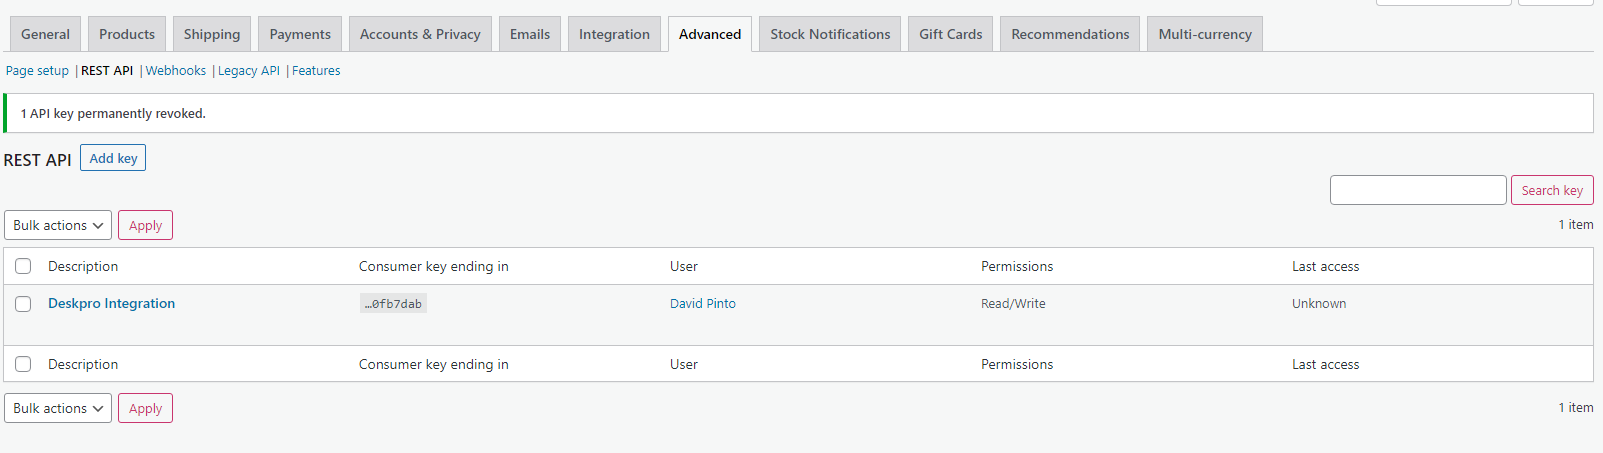 General Products Shipping Payments Accounts & Privacy Emails Integration Advanced Stock Notifications Gift Cards Recommendations Multi-currency
Page setup | REST API | Webhooks | Legacy API | Features
1 API key permanently revoked.
REST API Add key
Search key
Bulk actions Apply 1 item
Description Consumer key ending in User Permissions Last access
Deskpro Integration …0fb7dab David Pinto Read/Write Unknown
Description Consumer key ending in User Permissions Last access
Bulk actions Apply 1 item